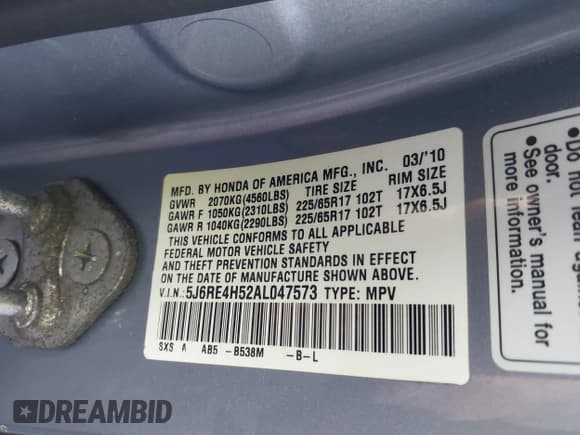 MFD. BY HONDA OF AMERICA MFG., INC. 03/'10
GVWR 2070KG(4560LBS) TIRE SIZE RIM SIZE
GAWR F 1050KG(2310LBS) 225/65R17 102T 17X6.5J
GAWR R 1040KG(2290LBS) 225/65R17 102T 17X6.5J
THIS VEHICLE CONFORMS TO ALL APPLICABLE
FEDERAL MOTOR VEHICLE SAFETY
AND THEFT PREVENTION STANDARDS IN EFFECT
ON THE DATE OF MANUFACTURE SHOWN ABOVE.
V.I.N.: 5J6RE4H52AL047573 TYPE: MPV
SXS A AB5 -B538M -B-L
door.
•See owner's
manual for
more
information.
DREAMBID